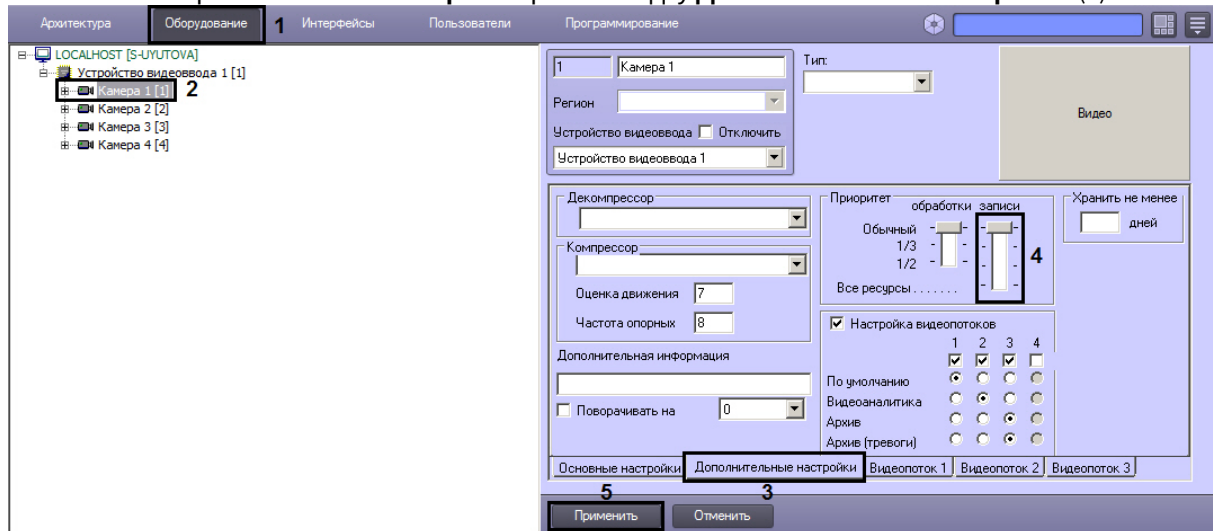 Архитектура Оборудование 1 Интерфейсы Пользователи Программирование
LOCALHOST [S-UYUTOVA]
Устройство видеоввода 1 [1]
Камера 1 [1] 2
Камера 2 [2]
Камера 3 [3]
Камера 4 [4]
1 Камера 1
Тип:
Регион
Устройство видеоввода Отключить
Устройство видеоввода 1
Видео
Декомпрессор
Компрессор
Оценка движения 7
Частота опорных 8
Дополнительная информация
Поворачивать на 0
Приоритет
обработки записи
Обычный
1/3
1/2
4
Все ресурсы . . . . . . .
Хранить не менее
дней
Настройка видеопотоков
1 2 3 4
По умолчанию
Видеоаналитика
Архив
Архив (тревоги)
Основные настройки Дополнительные настройки Видеопоток 1 Видеопоток 2 Видеопоток 3
5 3
Применить Отменить